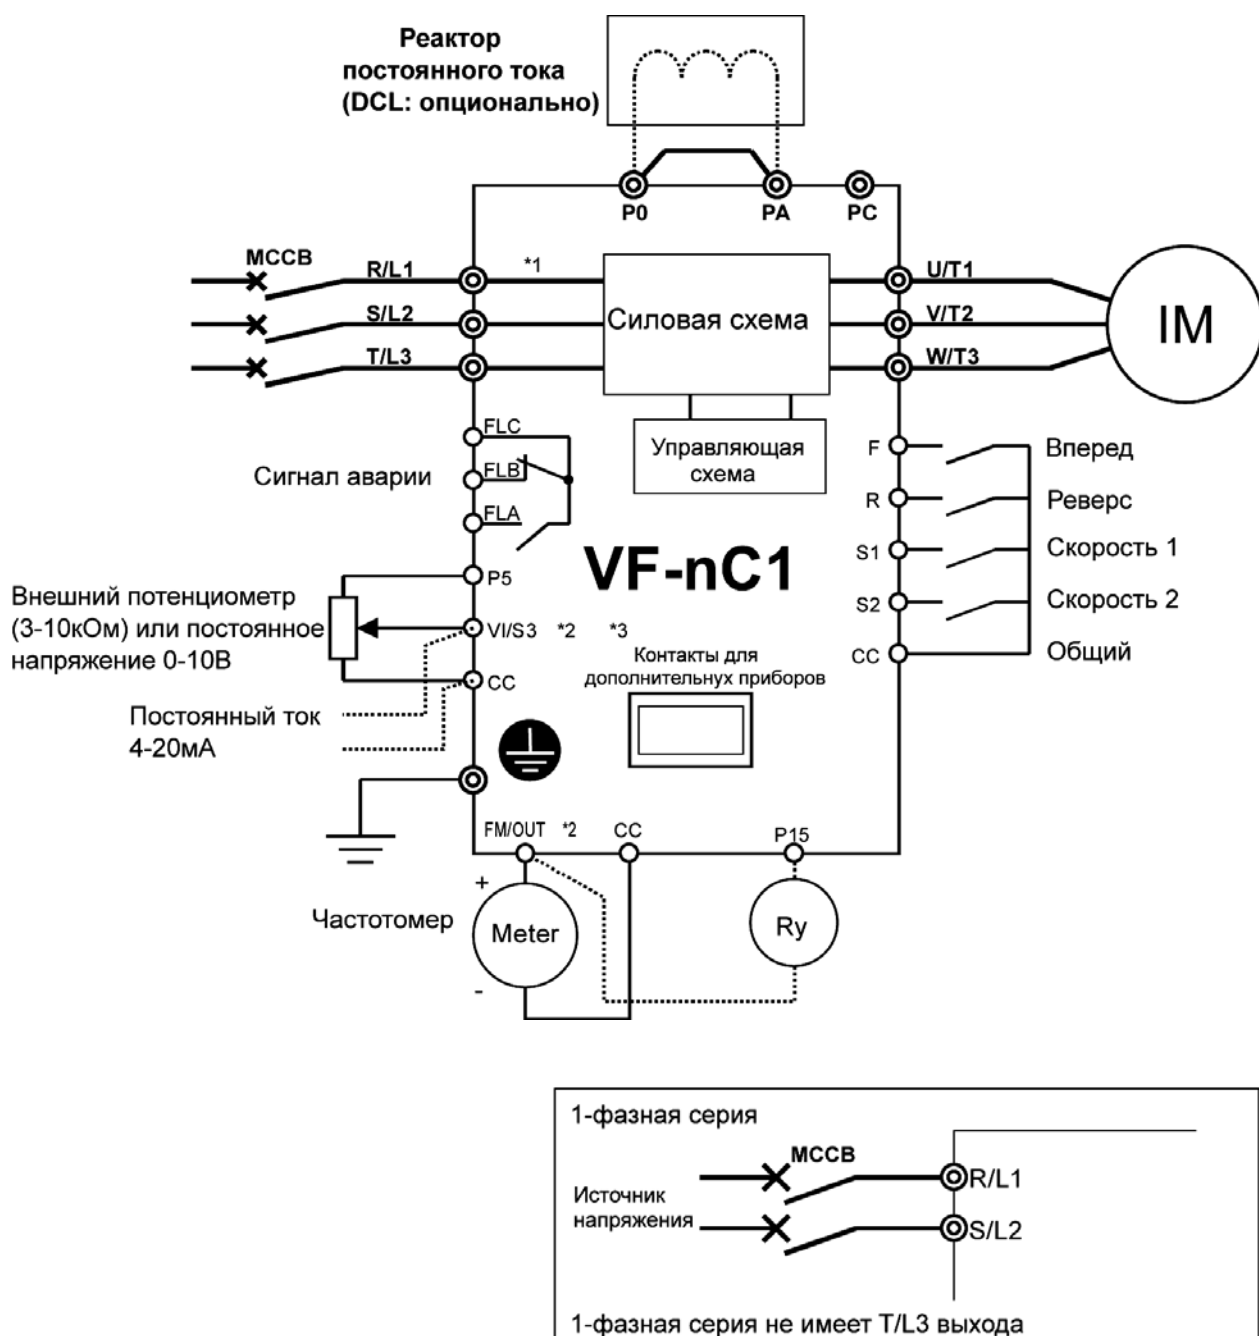 Реактор
постоянного тока
(DCL: опционально)
P0
PA
PC
MCCB
R/L1
*1
U/T1
S/L2
Силовая схема
V/T2
IM
T/L3
W/T3
FLC
Управляющая
схема
F
Вперед
Сигнал аварии
FLB
R
Реверс
FLA
VF-nC1
S1
Скорость 1
P5
S2
Скорость 2
Внешний потенциометр
(3-10кОм) или постоянное
напряжение 0-10В
VI/S3 *2 *3
Контакты для
дополнительнух приборов
CC
Общий
CC
Постоянный ток
4-20мА
FM/OUT *2
CC
P15
+
Частотомер
Meter
Ry
-
1-фазная серия
MCCB
R/L1
Источник
напряжения
S/L2
1-фазная серия не имеет T/L3 выхода